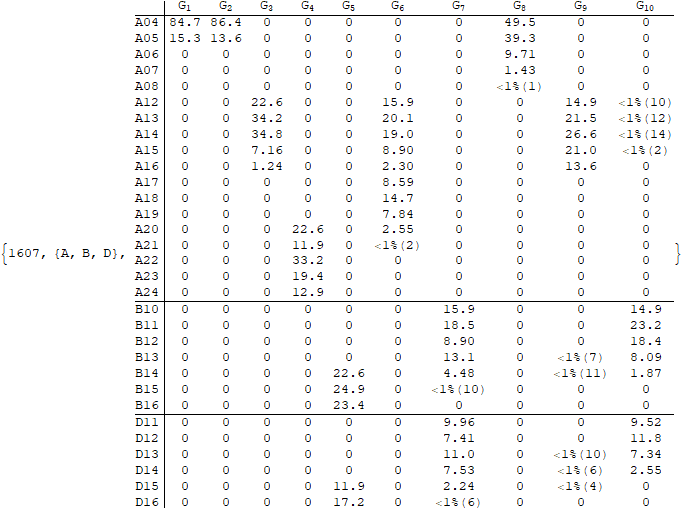 G1 G2 G3 G4 G5 G6 G7 G8 G9 G10
A04 84.7 86.4 0 0 0 0 0 49.5 0 0
A05 15.3 13.6 0 0 0 0 0 39.3 0 0
A06 0 0 0 0 0 0 0 9.71 0 0
A07 0 0 0 0 0 0 0 1.43 0 0
A08 0 0 0 0 0 0 0 <1%(1) 0 0
A12 0 0 22.6 0 0 15.9 0 0 14.9 <1%(10)
A13 0 0 34.2 0 0 20.1 0 0 21.5 <1%(12)
A14 0 0 34.8 0 0 19.0 0 0 26.6 <1%(14)
A15 0 0 7.16 0 0 8.90 0 0 21.0 <1%(2)
A16 0 0 1.24 0 0 2.30 0 0 13.6 0
A17 0 0 0 0 0 8.59 0 0 0 0
A18 0 0 0 0 0 14.7 0 0 0 0
A19 0 0 0 0 0 7.84 0 0 0 0
A20 0 0 0 22.6 0 2.55 0 0 0 0
A21 0 0 0 11.9 0 <1%(2) 0 0 0 0
{1607, {A, B, D}, A22 0 0 0 33.2 0 0 0 0 0 0 }
A23 0 0 0 19.4 0 0 0 0 0 0
A24 0 0 0 12.9 0 0 0 0 0 0
B10 0 0 0 0 0 0 15.9 0 0 14.9
B11 0 0 0 0 0 0 18.5 0 0 23.2
B12 0 0 0 0 0 0 8.90 0 0 18.4
B13 0 0 0 0 0 0 13.1 0 <1%(7) 8.09
B14 0 0 0 0 22.6 0 4.48 0 <1%(11) 1.87
B15 0 0 0 0 24.9 0 <1%(10) 0 0 0
B16 0 0 0 0 23.4 0 0 0 0 0
D11 0 0 0 0 0 0 9.96 0 0 9.52
D12 0 0 0 0 0 0 7.41 0 0 11.8
D13 0 0 0 0 0 0 11.0 0 <1%(10) 7.34
D14 0 0 0 0 0 0 7.53 0 <1%(6) 2.55
D15 0 0 0 0 11.9 0 2.24 0 <1%(4) 0
D16 0 0 0 0 17.2 0 <1%(6) 0 0 0